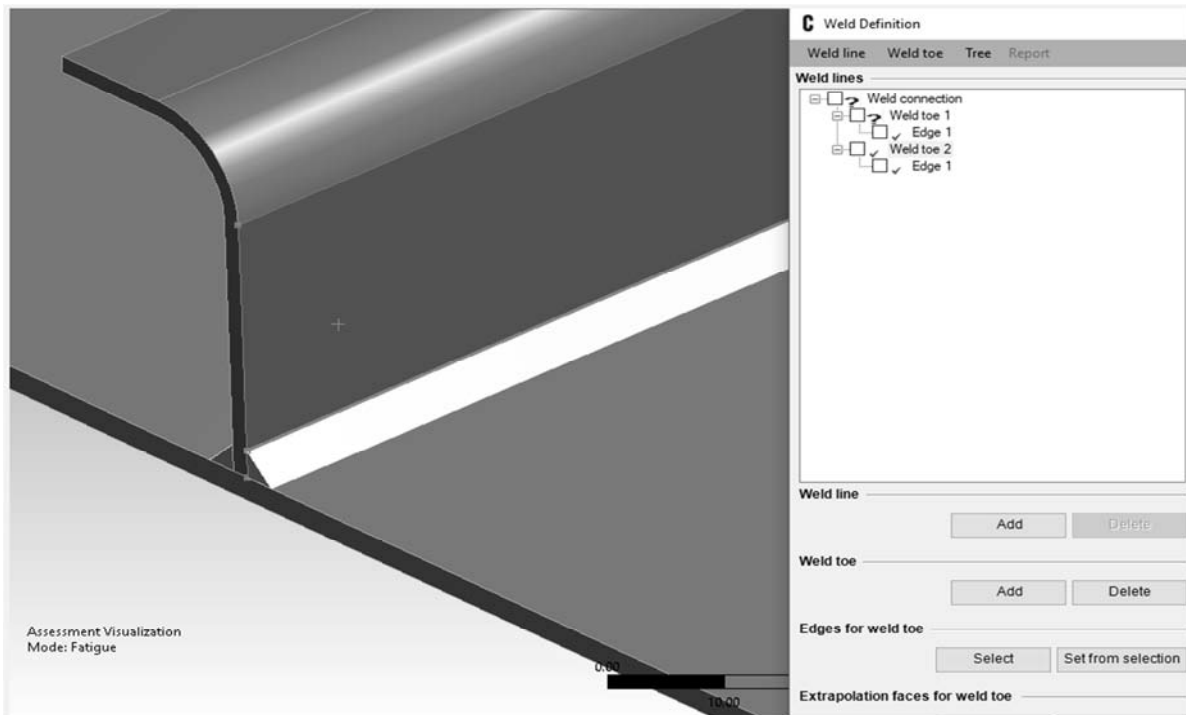 Weld Definition
Weld line Weld toe Tree Report
Weld lines
Weld connection
Weld toe 1
Edge 1
Weld toe 2
Edge 1
Weld line
Add Delete
Weld toe
Add Delete
Edges for weld toe
Select Set from selection
Extrapolation faces for weld toe
Assessment Visualization
Mode: Fatigue
0.00
10.00